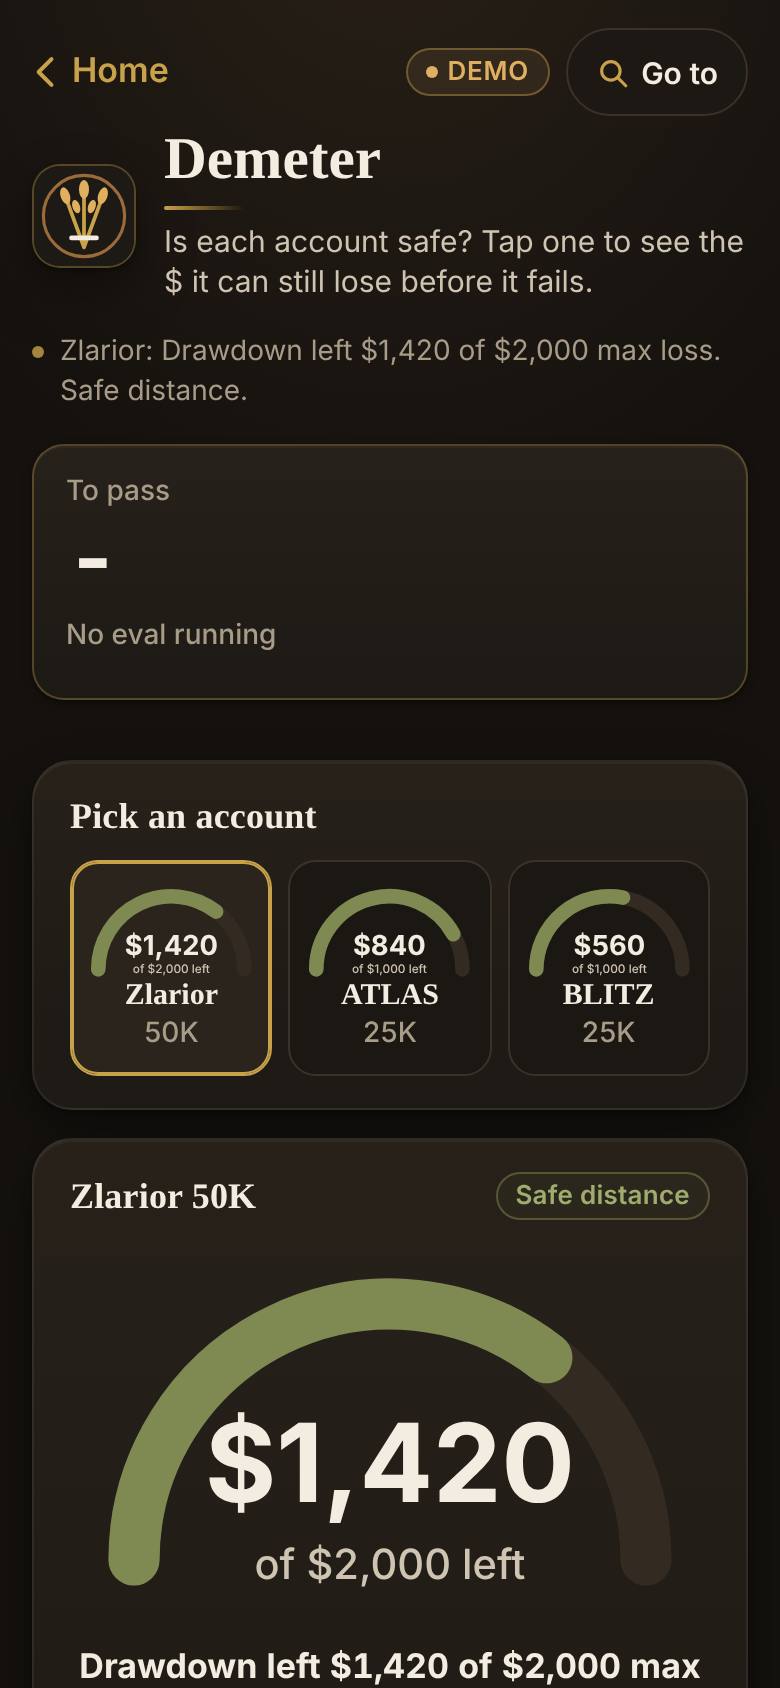 Home
DEMO
Go to
Demeter
Is each account safe? Tap one to see the
$ it can still lose before it fails.
Zlarior: Drawdown left $1,420 of $2,000 max loss.
Safe distance.
To pass
-
No eval running
Pick an account
$1,420
of $2,000 left
Zlarior
50K
$840
of $1,000 left
ATLAS
25K
$560
of $1,000 left
BLITZ
25K
Zlarior 50K
Safe distance
$1,420
of $2,000 left
Drawdown left $1,420 of $2,000 max